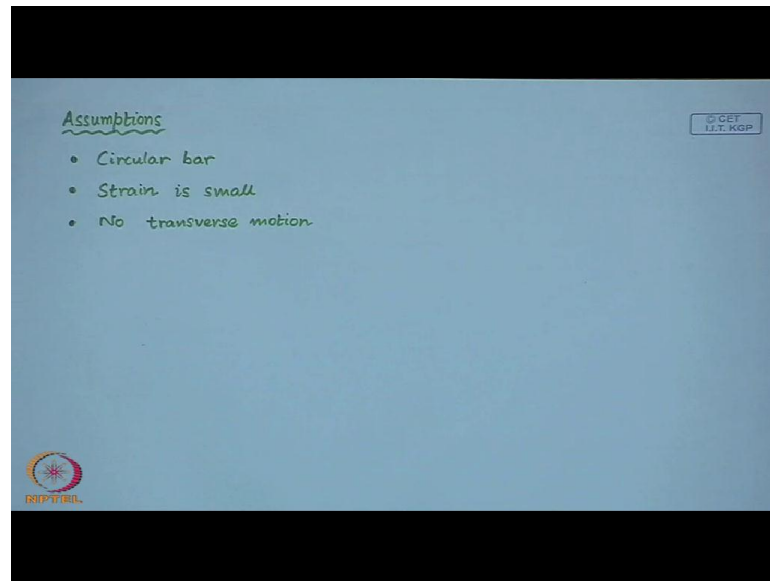 Assumptions
© CET
I.I.T. KGP
• Circular bar
• Strain is small
• No transverse motion
NPTEL